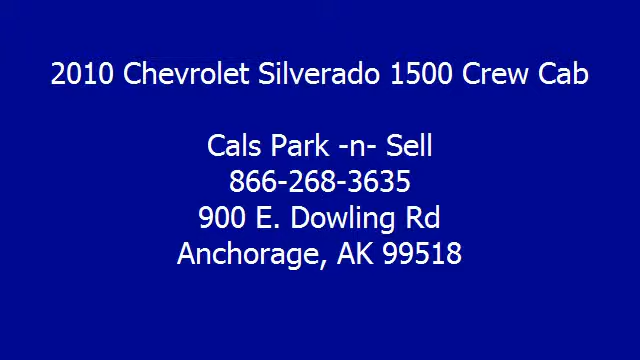 2010 Chevrolet Silverado 1500 Crew Cab
Cals Park -n- Sell
866-268-3635
900 E. Dowling Rd
Anchorage, AK 99518